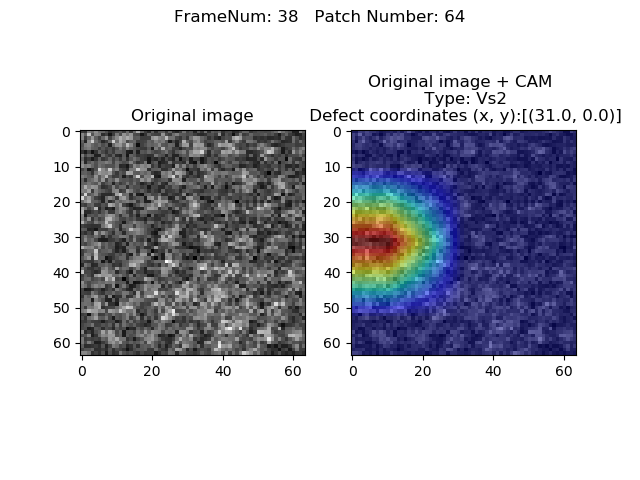 FrameNum: 38   Patch Number: 64
Original image
Original image + CAM
Type: Vs2
Defect coordinates (x, y):[(31.0, 0.0)]
0
10
20
30
40
50
60
0 20 40 60
0
10
20
30
40
50
60
0 20 40 60